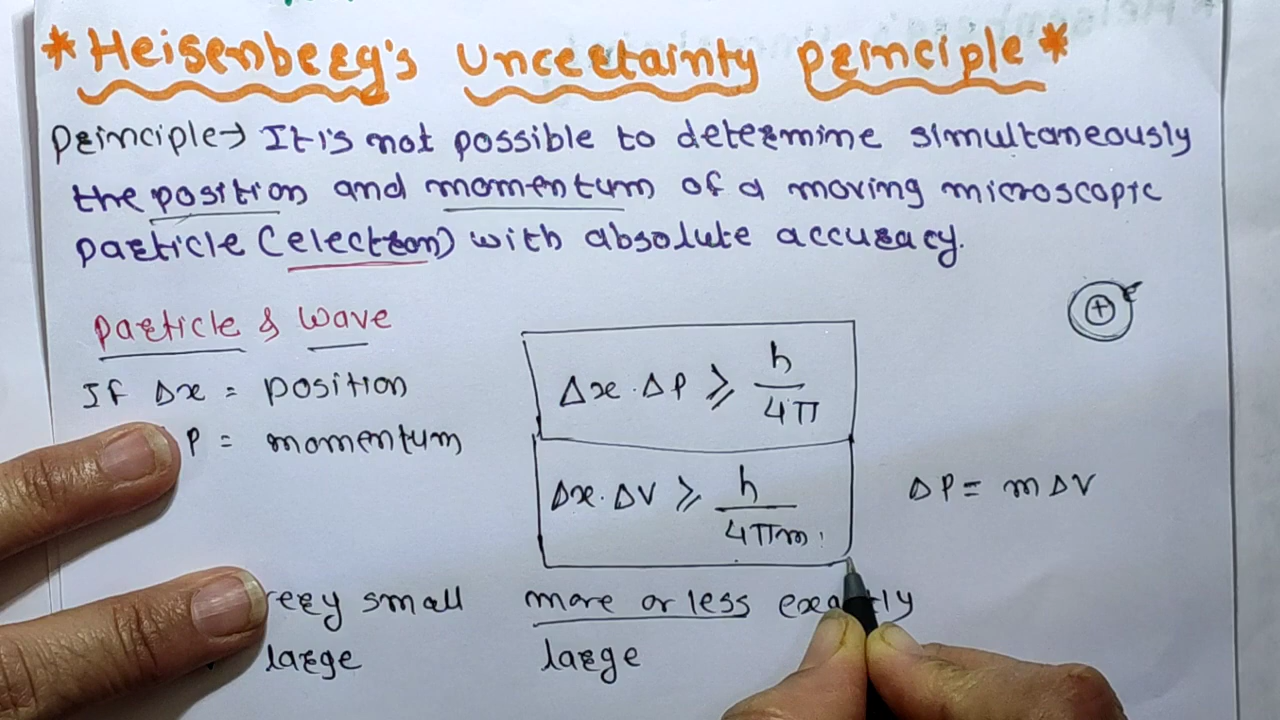 *Heisenberg's Uncertainty principle*
principle→ It is not possible to determine simultaneously
the position and momentum of a moving microscopic
particle (electron) with absolute accuracy.
particle & wave
If Δx = position
P = momentum
Δx·ΔP ⩾ h/4π
Δx·ΔV ⩾ h/4πm
ΔP = mΔV
+ e
small more or less
large large